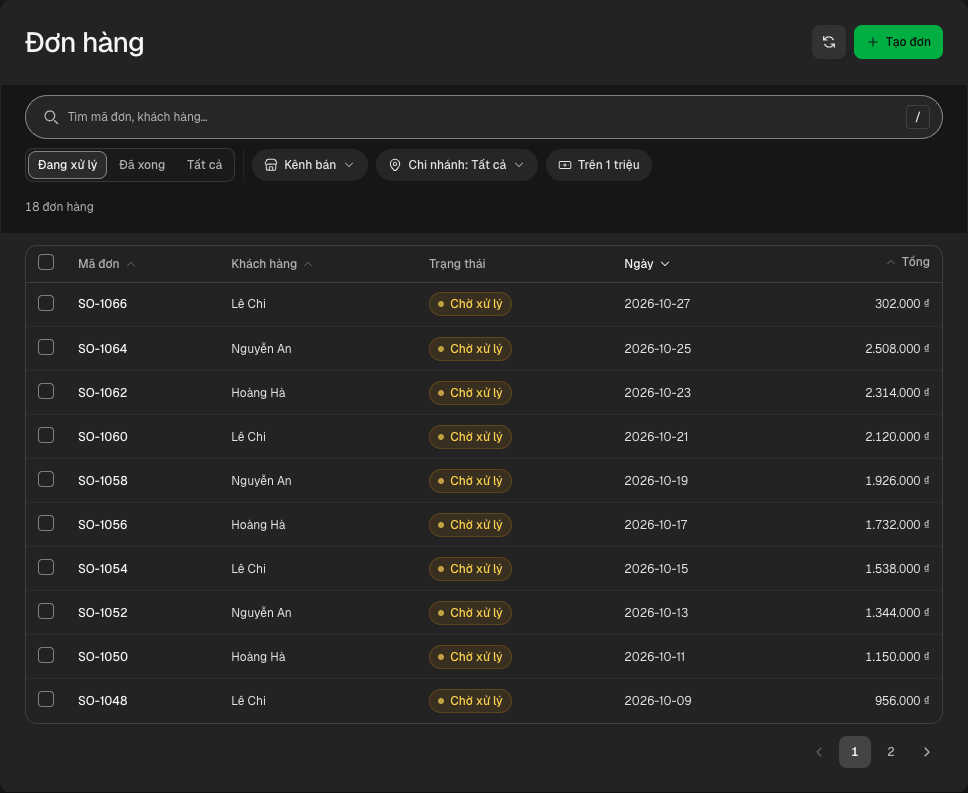 Đơn hàng
Tạo đơn
Tìm mã đơn, khách hàng...
/
Đang xử lý Đã xong Tất cả Kênh bán Chi nhánh: Tất cả Trên 1 triệu
18 đơn hàng
Mã đơn Khách hàng Trạng thái Ngày Tổng
SO-1066 Lê Chi Chờ xử lý 2026-10-27 302.000 ₫
SO-1064 Nguyễn An Chờ xử lý 2026-10-25 2.508.000 ₫
SO-1062 Hoàng Hà Chờ xử lý 2026-10-23 2.314.000 ₫
SO-1060 Lê Chi Chờ xử lý 2026-10-21 2.120.000 ₫
SO-1058 Nguyễn An Chờ xử lý 2026-10-19 1.926.000 ₫
SO-1056 Hoàng Hà Chờ xử lý 2026-10-17 1.732.000 ₫
SO-1054 Lê Chi Chờ xử lý 2026-10-15 1.538.000 ₫
SO-1052 Nguyễn An Chờ xử lý 2026-10-13 1.344.000 ₫
SO-1050 Hoàng Hà Chờ xử lý 2026-10-11 1.150.000 ₫
SO-1048 Lê Chi Chờ xử lý 2026-10-09 956.000 ₫
1 2